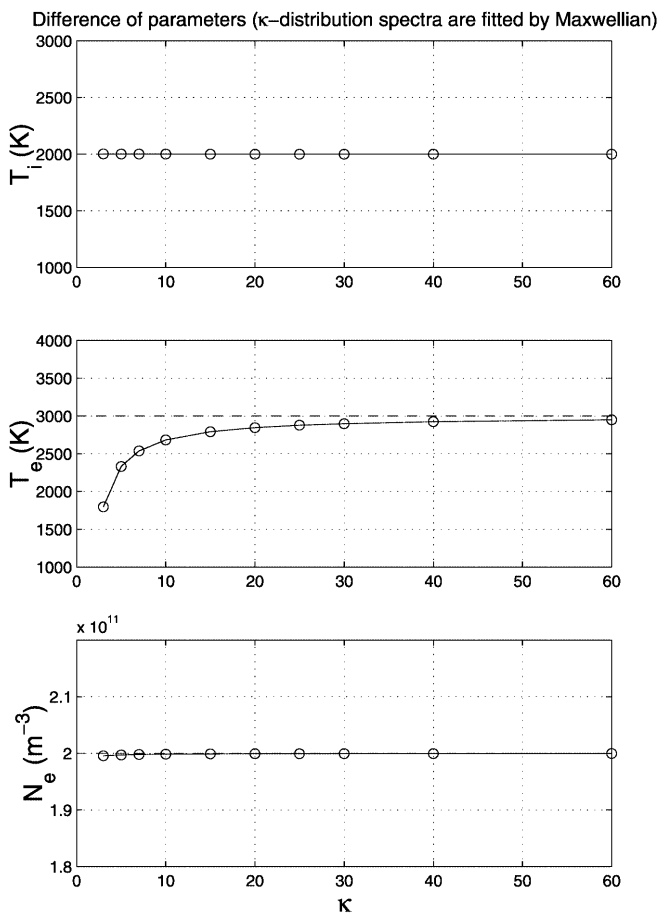 Difference of parameters (κ−distribution spectra are fitted by Maxwellian)
3000
2500
2000
1500
1000
T_i (K)
0 10 20 30 40 50 60
4000
3500
3000
2500
2000
1500
1000
T_e (K)
0 10 20 30 40 50 60
x 10^11
2.1
2
1.9
1.8
N_e (m^−3)
0 10 20 30 40 50 60
κ